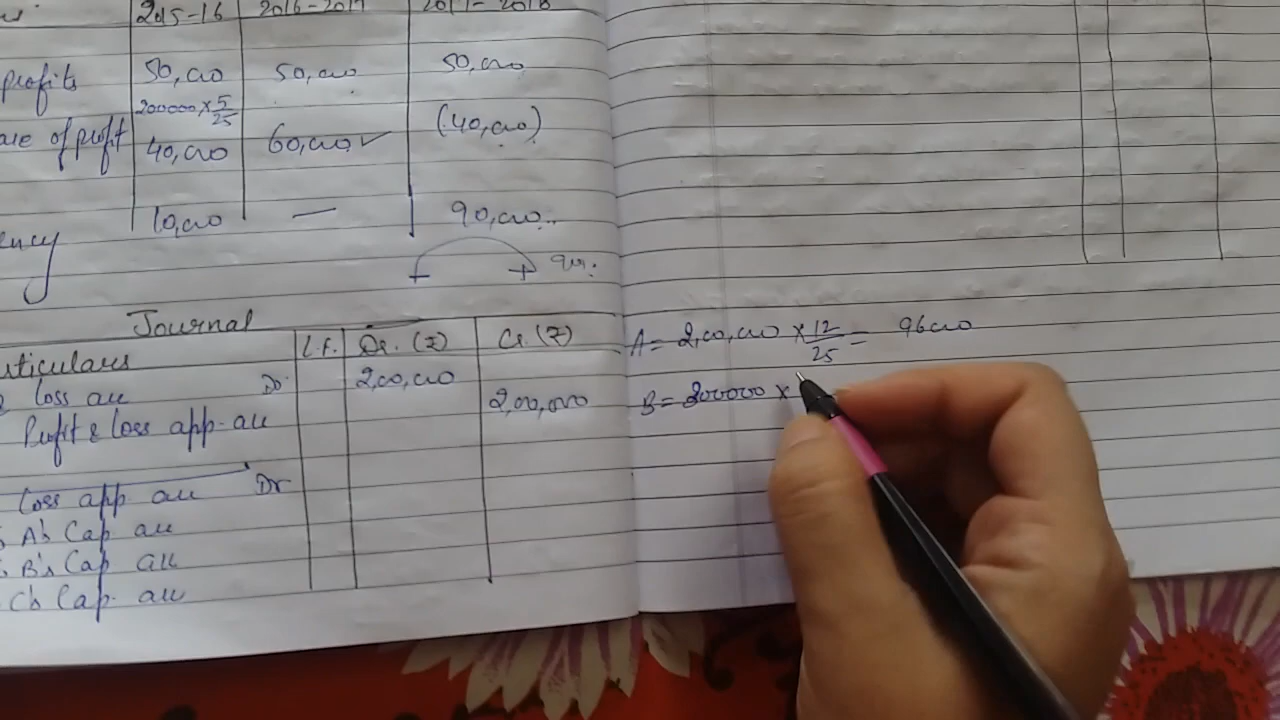 2015-16 2016-2017 2017-2018
profits 50,000 50,000 50,000
200000 × 5/25
are of profit 40,000 60,000 ✓ (40,000)
ency 10,000 — 90,000
Journal
rticulars L.F. Dr. (₹) Cr. (₹)
loss a/c Dr 2,00,000
Profit & loss app. a/c 2,00,000
loss app a/c Dr
A's Cap a/c
B's Cap a/c
C's Cap. a/c
A = 2,00,000 × 12/25 = 96000
B = 200000 ×